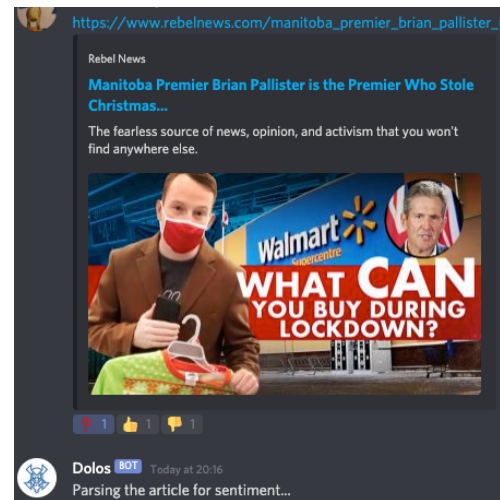 https://www.rebelnews.com/manitoba_premier_brian_pallister_
Rebel News
Manitoba Premier Brian Pallister is the Premier Who Stole
Christmas...
The fearless source of news, opinion, and activism that you won't
find anywhere else.
Walmart
Supercentre
WHAT CAN
YOU BUY DURING
LOCKDOWN?
? 1 👍 1 👎 1
Dolos BOT Today at 20:16
Parsing the article for sentiment...